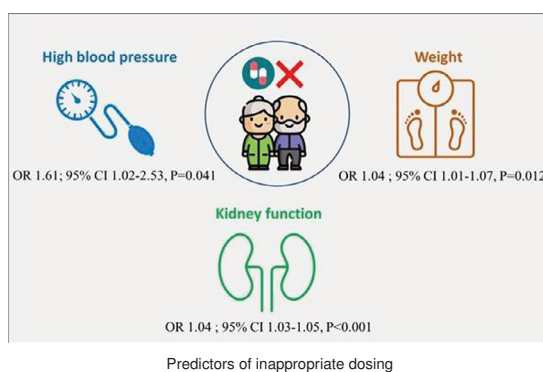 High blood pressure
Weight
OR 1.61; 95% CI 1.02-2.53, P=0.041
OR 1.04 ; 95% CI 1.01-1.07, P=0.012
Kidney function
OR 1.04 ; 95% CI 1.03-1.05, P<0.001
Predictors of inappropriate dosing